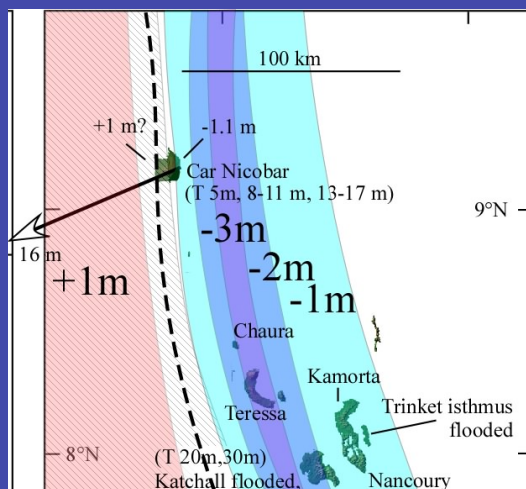 100 km
+1 m?
-1.1 m
Car Nicobar
(T 5m, 8-11 m, 13-17 m)
9°N
-3m
16 m
-2m
+1m
-1m
Chaura
Kamorta
Teressa
Trinket isthmus
flooded
8°N
(T 20m,30m)
Katchall flooded,
Nancoury